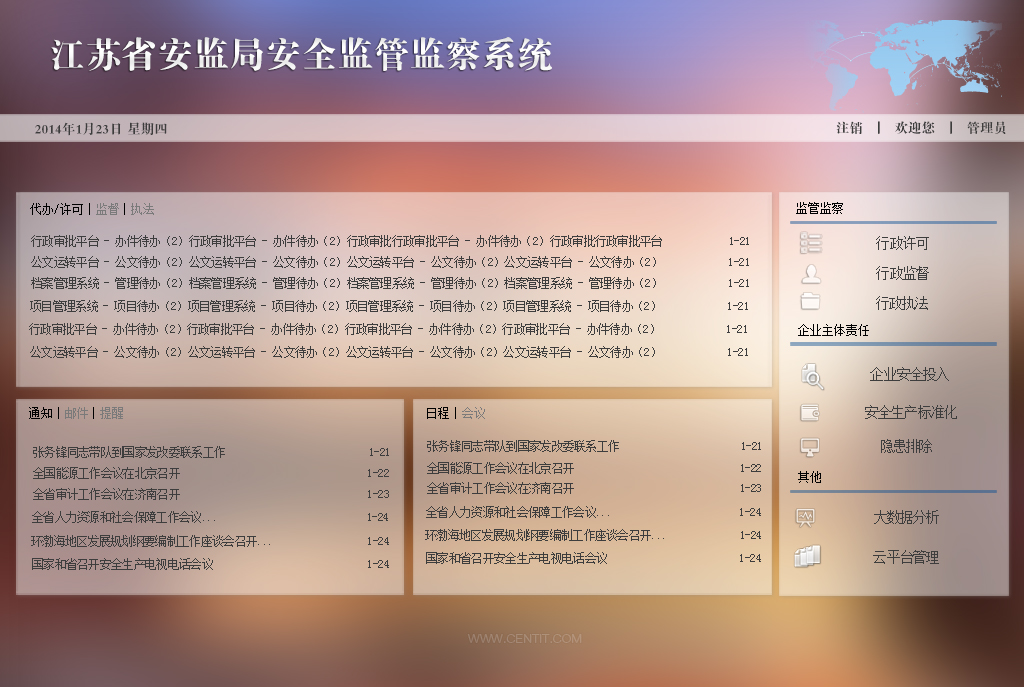 江苏省安监局安全监管监察系统
2014年1月23日 星期四
注销 | 欢迎您 | 管理员
代办/许可 | 监督 | 执法
行政审批平台 - 办件待办（2）行政审批平台 - 办件待办（2）行政审批行政审批平台 - 办件待办（2）行政审批行政审批平台 1-21
公文运转平台 - 公文待办（2）公文运转平台 - 公文待办（2）公文运转平台 - 公文待办（2）公文运转平台 - 公文待办（2） 1-21
档案管理系统 - 管理待办（2）档案管理系统 - 管理待办（2）档案管理系统 - 管理待办（2）档案管理系统 - 管理待办（2） 1-21
项目管理系统 - 项目待办（2）项目管理系统 - 项目待办（2）项目管理系统 - 项目待办（2）项目管理系统 - 项目待办（2） 1-21
行政审批平台 - 办件待办（2）行政审批平台 - 办件待办（2）行政审批平台 - 办件待办（2）行政审批平台 - 办件待办（2） 1-21
公文运转平台 - 公文待办（2）公文运转平台 - 公文待办（2）公文运转平台 - 公文待办（2）公文运转平台 - 公文待办（2） 1-21
通知 | 邮件 | 提醒
张务锋同志带队到国家发改委联系工作 1-21
全国能源工作会议在北京召开 1-22
全省审计工作会议在济南召开 1-23
全省人力资源和社会保障工作会议... 1-24
环渤海地区发展规划纲要编制工作座谈会召开... 1-24
国家和省召开安全生产电视电话会议 1-24
日程 | 会议
张务锋同志带队到国家发改委联系工作 1-21
全国能源工作会议在北京召开 1-22
全省审计工作会议在济南召开 1-23
全省人力资源和社会保障工作会议... 1-24
环渤海地区发展规划纲要编制工作座谈会召开... 1-24
国家和省召开安全生产电视电话会议 1-24
监管监察
行政许可
行政监督
行政执法
企业主体责任
企业安全投入
安全生产标准化
隐患排除
其他
大数据分析
云平台管理
WWW.CENTIT.COM